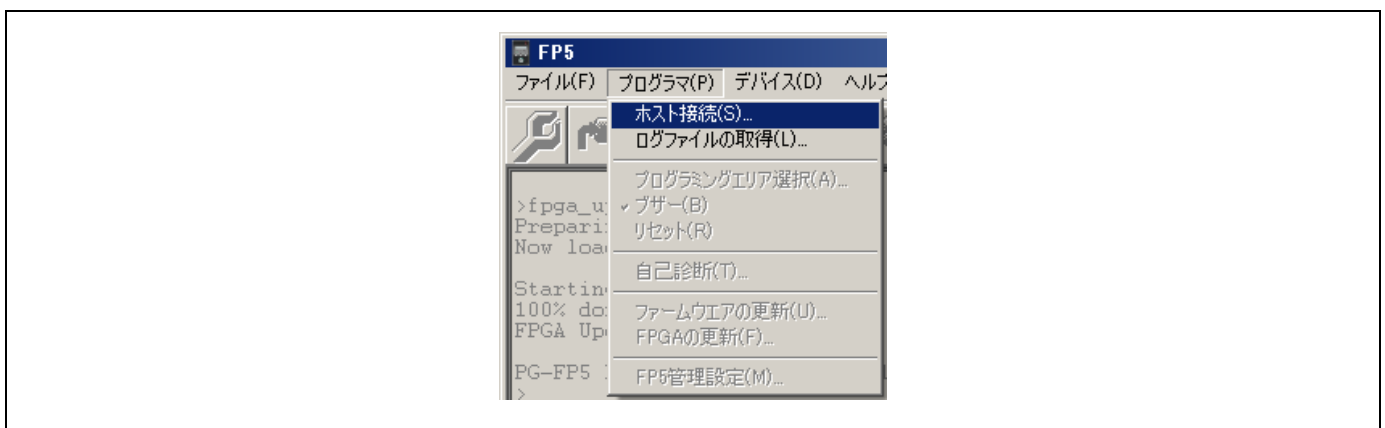 FP5
ファイル(F) プログラマ(P) デバイス(D) ヘルプ
ホスト接続(S)...
ログファイルの取得(L)...
プログラミングエリア選択(A)...
ブザー(B)
リセット(R)
自己診断(T)...
ファームウエアの更新(U)...
FPGAの更新(F)...
FP5管理設定(M)...
>fpga_u
Prepari
Now loa
Startin
100% do
FPGA Up
PG-FP5
>